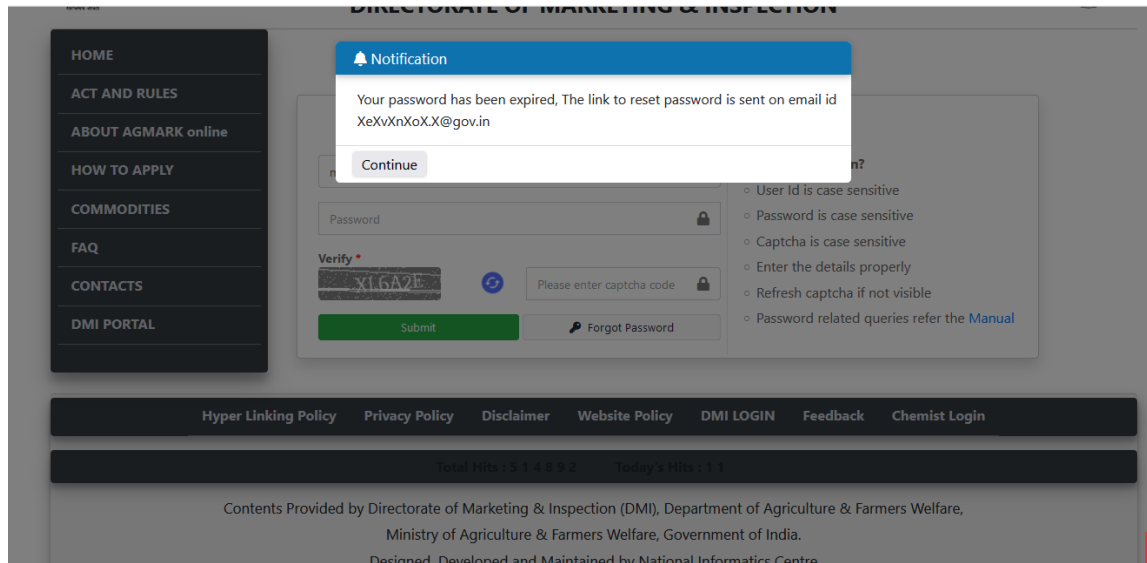 DIRECTORATE OF MARKETING & INSPECTION
HOME
ACT AND RULES
ABOUT AGMARK online
HOW TO APPLY
COMMODITIES
FAQ
CONTACTS
DMI PORTAL
Notification
Your password has been expired, The link to reset password is sent on email id
XeXvXnXoX.X@gov.in
Continue
Password
Verify *
XL6A2E
Please enter captcha code
Submit
Forgot Password
n?
User Id is case sensitive
Password is case sensitive
Captcha is case sensitive
Enter the details properly
Refresh captcha if not visible
Password related queries refer the Manual
Hyper Linking Policy Privacy Policy Disclaimer Website Policy DMI LOGIN Feedback Chemist Login
Total Hits : 5 1 4 8 9 2 Today's Hits : 1 1
Contents Provided by Directorate of Marketing & Inspection (DMI), Department of Agriculture & Farmers Welfare,
Ministry of Agriculture & Farmers Welfare, Government of India.
Designed, Developed and Maintained by National Informatics Centre